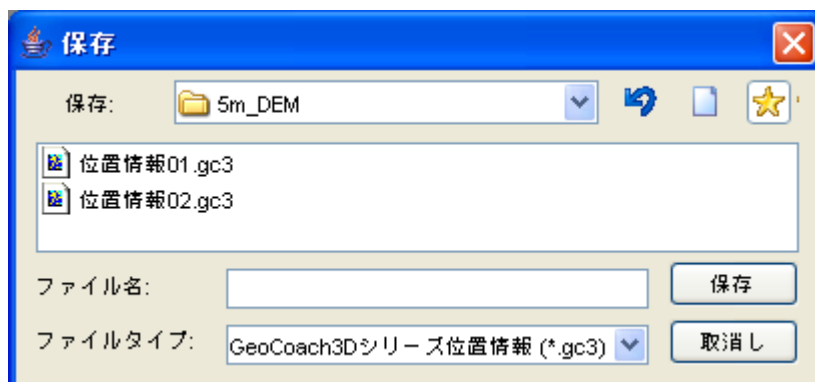 保存
保存: 5m_DEM
位置情報01.gc3
位置情報02.gc3
ファイル名: 保存
ファイルタイプ: GeoCoach3Dシリーズ位置情報 (*.gc3) 取消し